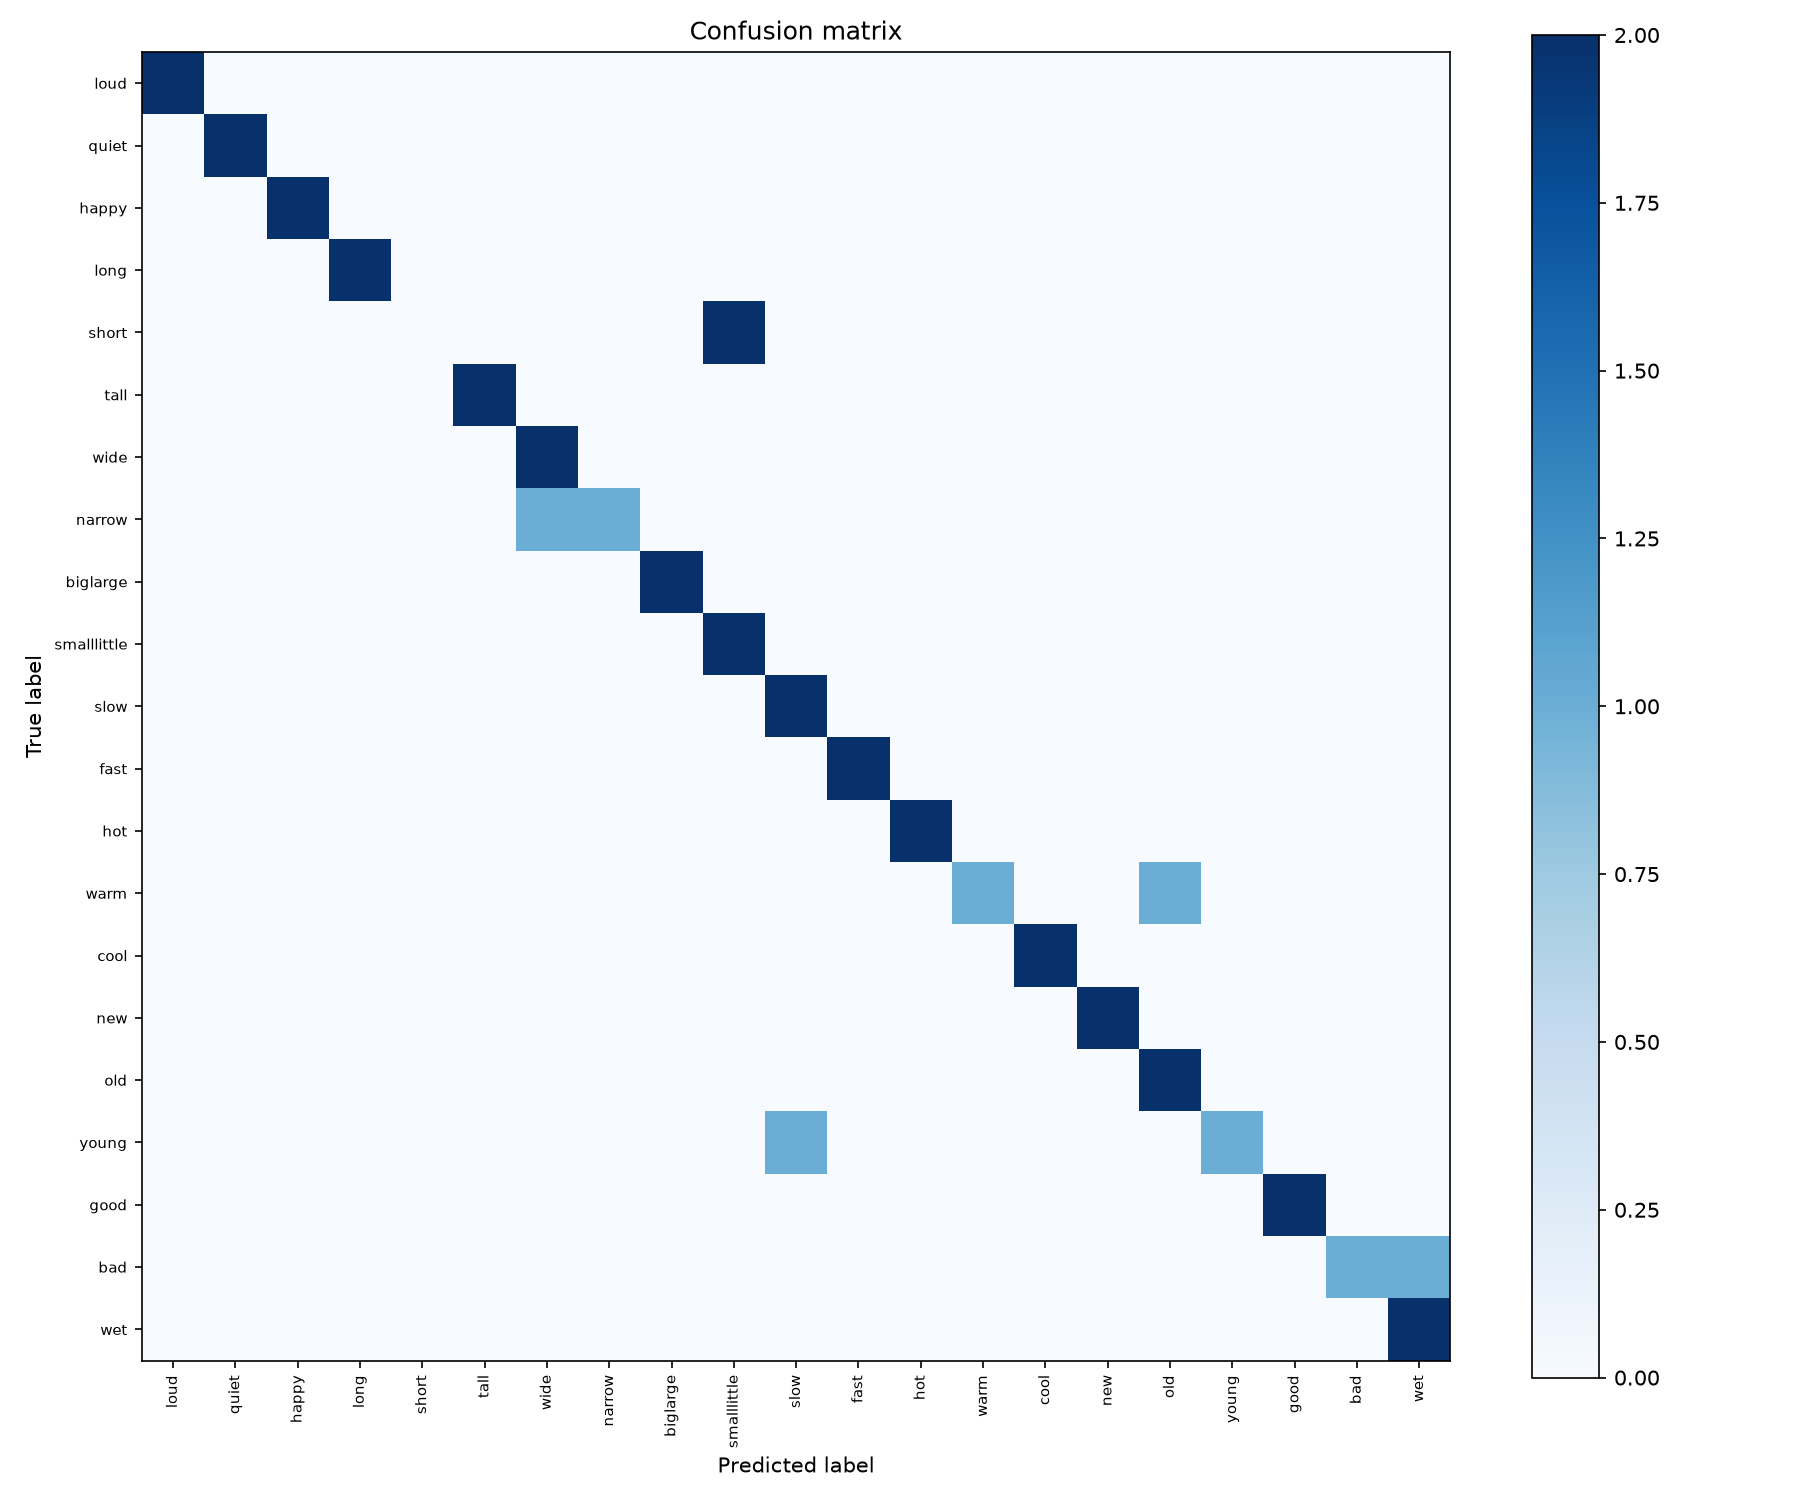 Confusion matrix
loud
quiet
happy
long
short
tall
wide
narrow
biglarge
smalllittle
slow
fast
hot
warm
cool
new
old
young
good
bad
wet
True label
loud
quiet
happy
long
short
tall
wide
narrow
biglarge
smalllittle
slow
fast
hot
warm
cool
new
old
young
good
bad
wet
Predicted label
2.00
1.75
1.50
1.25
1.00
0.75
0.50
0.25
0.00